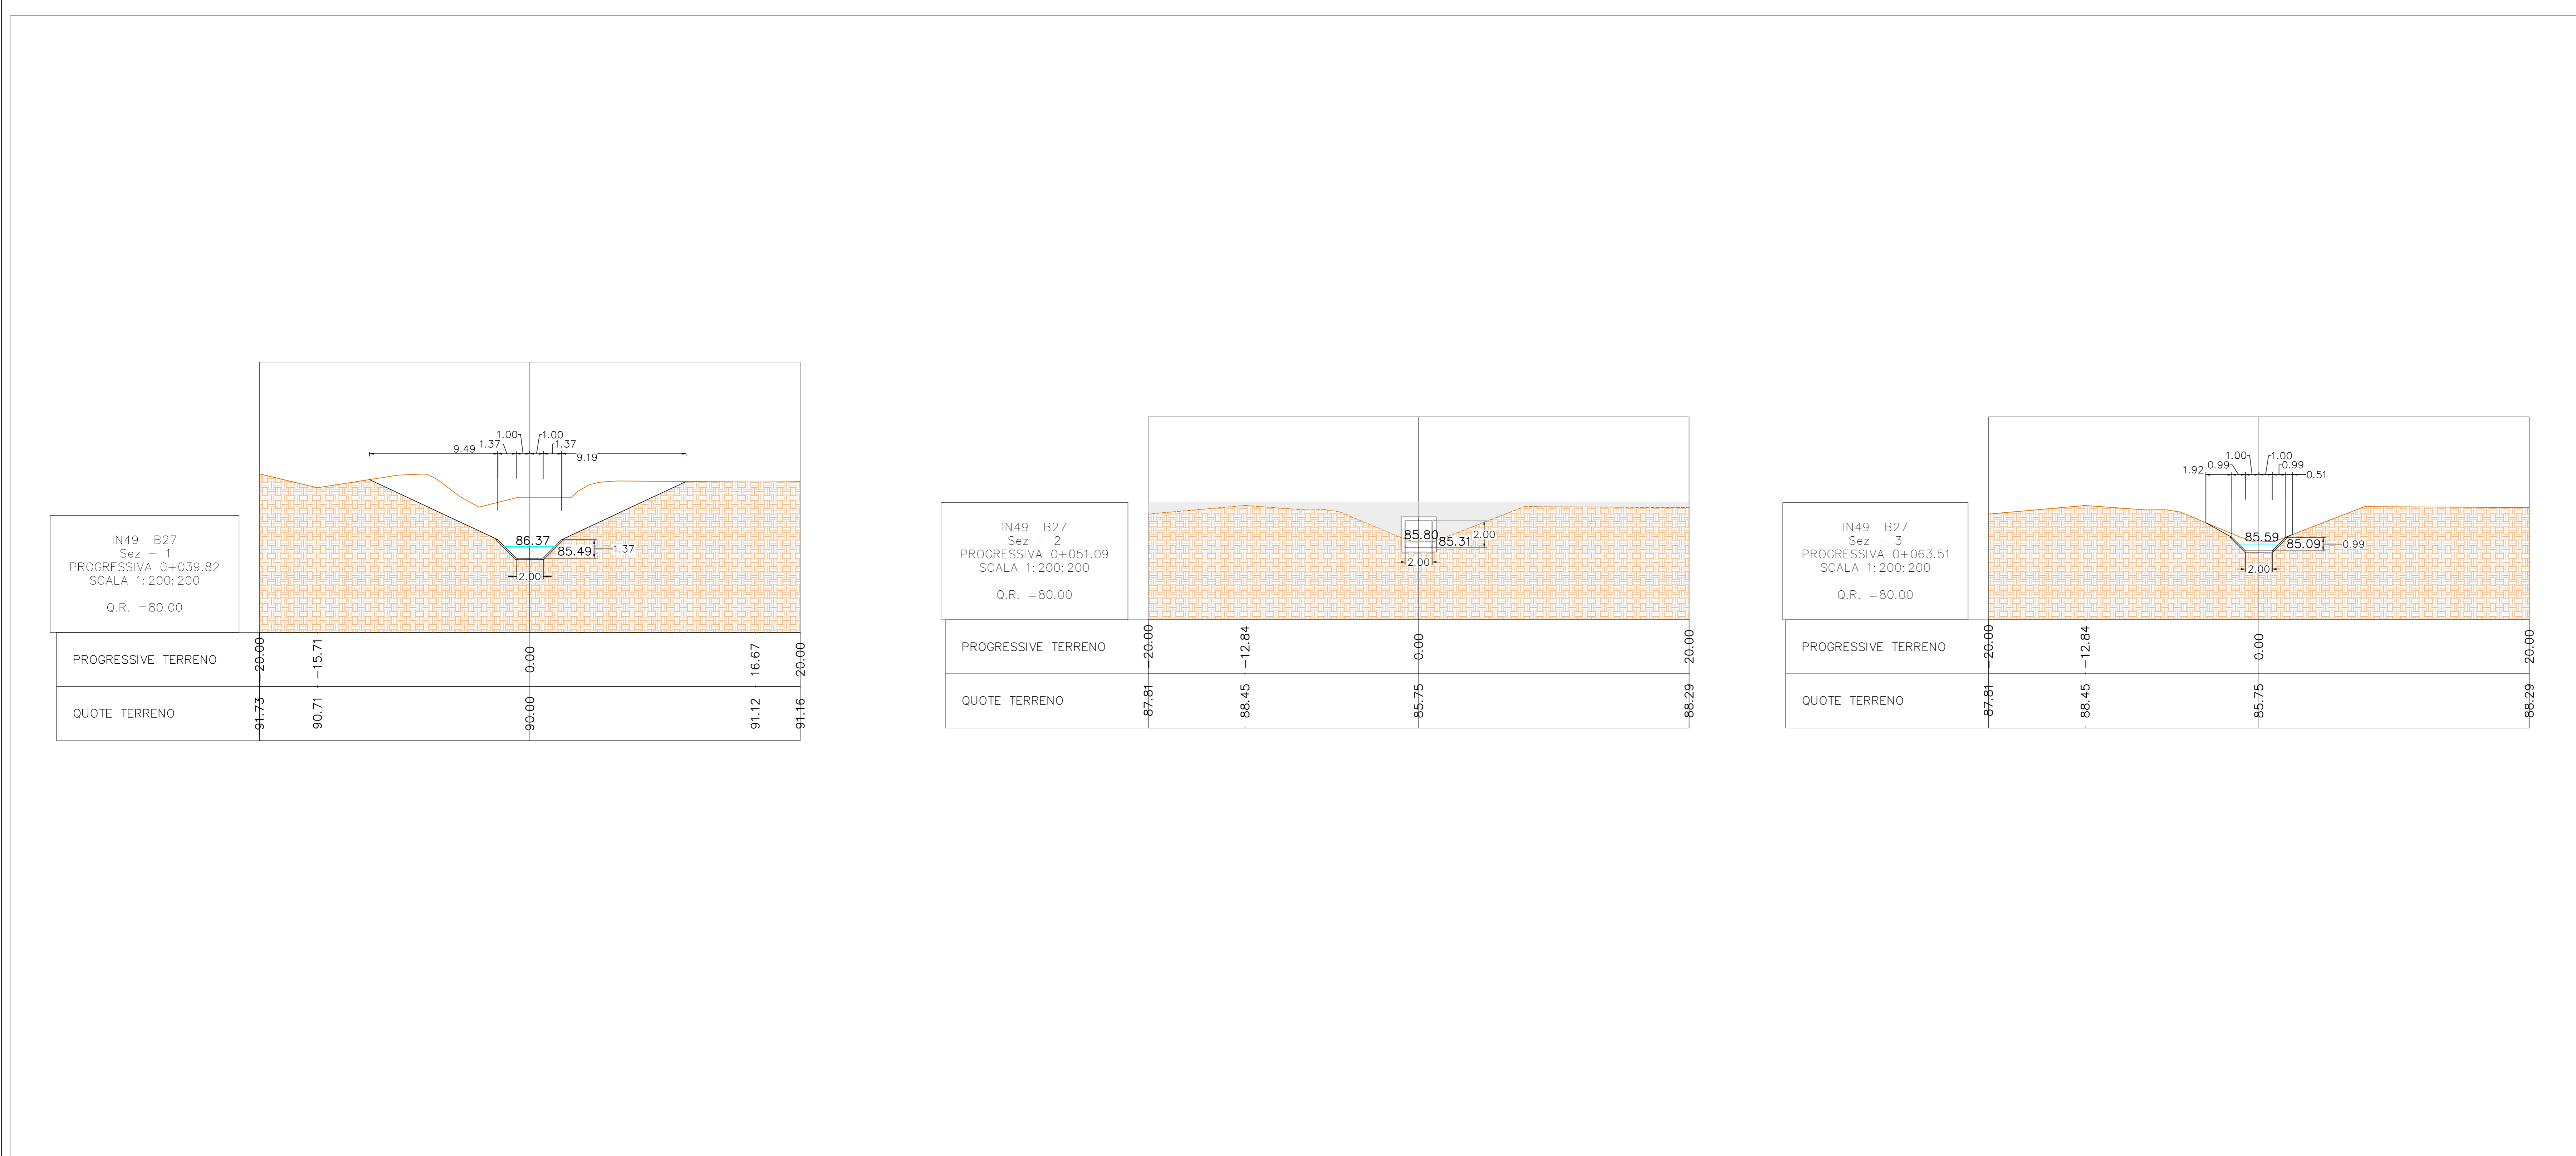 1.00
1.00
1.37
1.37
9.49
9.19
86.37
85.49
1.37
2.00
IN49 B27
Sez - 1
PROGRESSIVA 0+039.82
SCALA 1:200:200
Q.R. =80.00
PROGRESSIVE TERRENO
-20.00
-15.71
0.00
16.67
20.00
QUOTE TERRENO
91.73
90.71
90.00
91.12
91.16
85.80
85.31
2.00
2.00
IN49 B27
Sez - 2
PROGRESSIVA 0+051.09
SCALA 1:200:200
Q.R. =80.00
PROGRESSIVE TERRENO
-20.00
-12.84
0.00
20.00
QUOTE TERRENO
87.81
88.45
85.75
88.29
1.00
1.00
0.99
0.99
1.92
0.51
85.59
85.09
0.99
2.00
IN49 B27
Sez - 3
PROGRESSIVA 0+063.51
SCALA 1:200:200
Q.R. =80.00
PROGRESSIVE TERRENO
-20.00
-12.84
0.00
20.00
QUOTE TERRENO
87.81
88.45
85.75
88.29